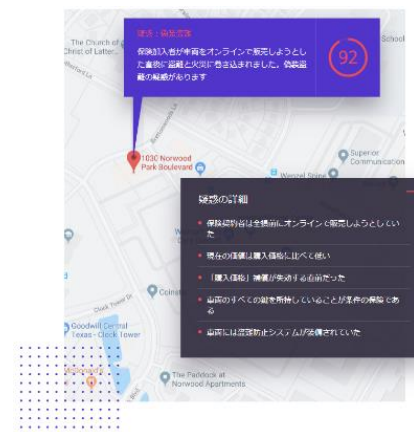 The Church of
Christ of Latter...
School
保険加入者が車両をオンラインで販売しようとし
た直後に盗難と火災に巻き込まれました。偽装盗
難の疑惑があります
92
1030 Norwood
Park Boulevard
Superior
Communication
Wenzel Spine
疑惑の詳細
保険契約者は全損前にオンラインで販売しようとしてい
た
現在の価値は購入価格に比べて低い
「購入価格」補償が失効する直前だった
車両のすべての鍵を所持していることが条件の保険であ
る
車両には盗難防止システムが装備されていた
Coinsta
Clock Tower Dr
Goodwill Central
Texas - Clock Tower
McDonald's
The Paddock at
Norwood Apartments